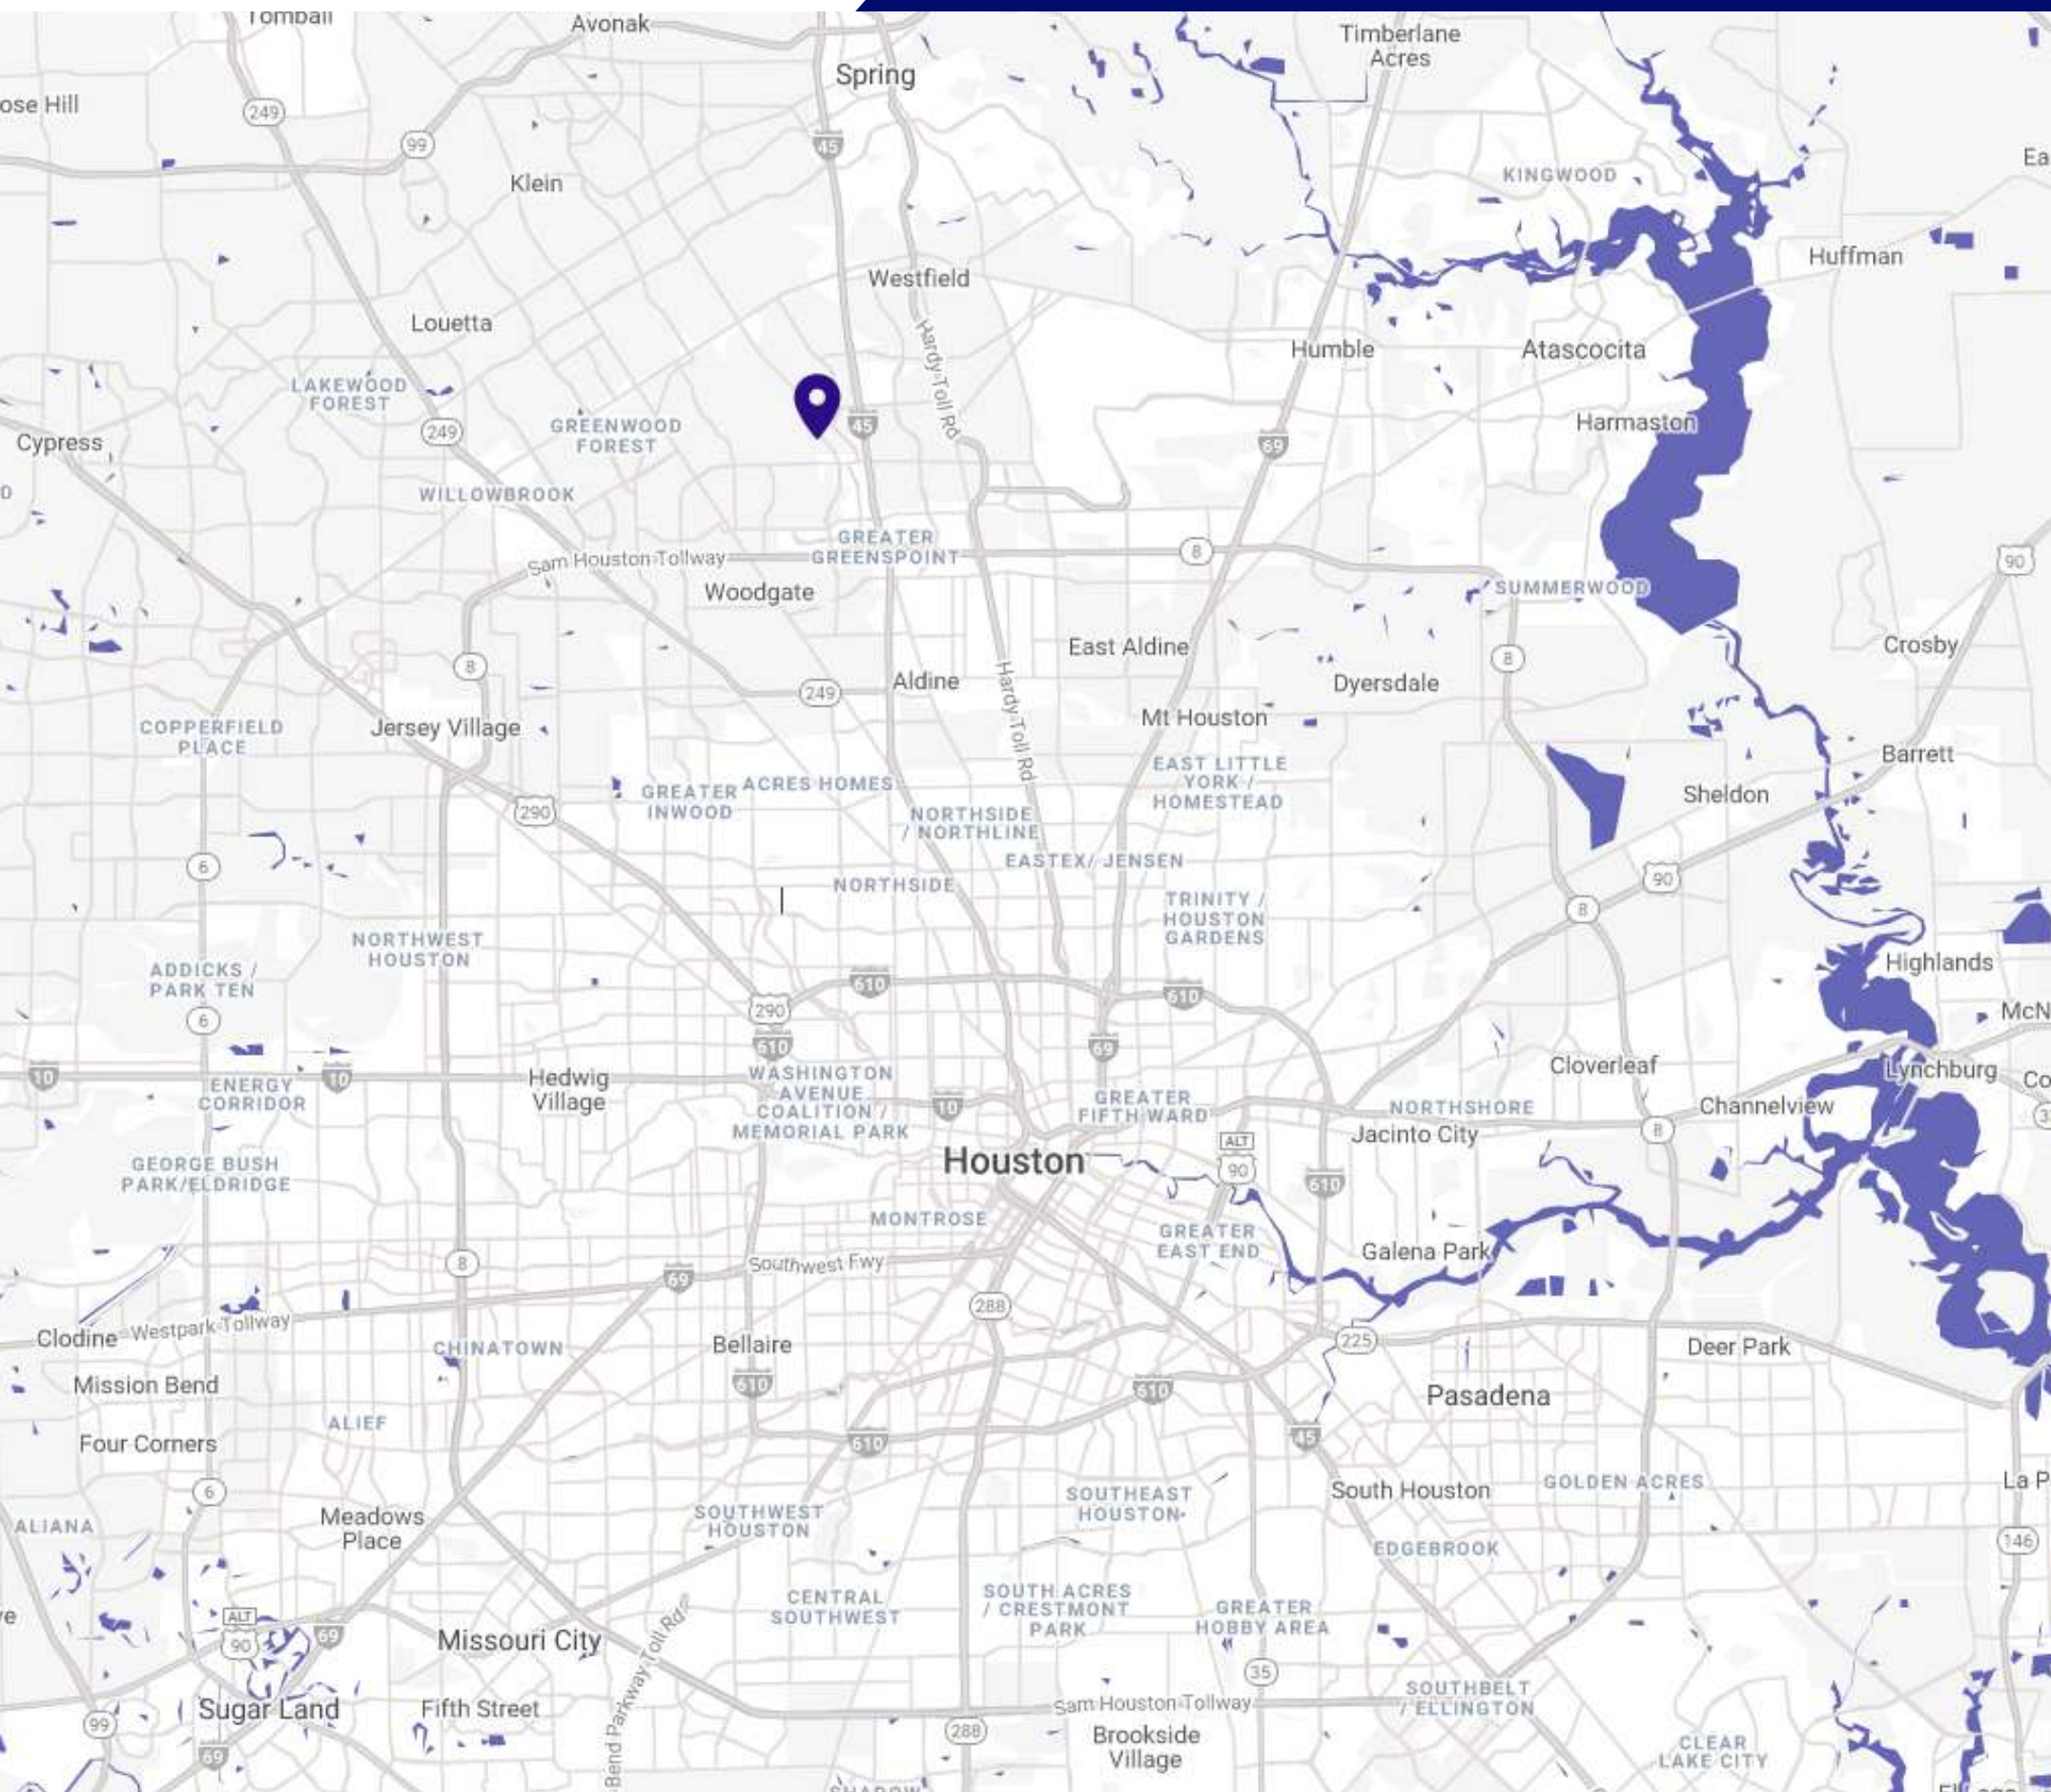 Tomball
Avonak
Timberlane
Acres
Spring
ose Hill
249
99
45
Ea
Klein
KINGWOOD
Huffman
Westfield
Louetta
Hardy Toll Rd
Humble
Atascocita
LAKEWOOD
FOREST
GREENWOOD
FOREST
45
Harmaston
249
Cypress
69
D
WILLOWBROOK
GREATER
GREENSPOINT
8
Sam Houston Tollway
90
Woodgate
SUMMERWOOD
East Aldine
Crosby
8
8
Aldine
Dyersdale
249
Hardy Toll Rd
Mt Houston
COPPERFIELD
PLACE
Jersey Village
Barrett
EAST LITTLE
YORK /
HOMESTEAD
ACRES HOMES
GREATER
INWOOD
Sheldon
290
NORTHSIDE
/ NORTHLINE
6
EASTEX/ JENSEN
90
NORTHSIDE
TRINITY /
HOUSTON
GARDENS
8
NORTHWEST
HOUSTON
Highlands
ADDICKS /
PARK TEN
610
610
290
McN
6
610
69
Cloverleaf
Lynchburg
10
10
Hedwig
Village
WASHINGTON
AVENUE
COALITION /
MEMORIAL PARK
Co
ENERGY
CORRIDOR
10
GREATER
FIFTH WARD
NORTHSHORE
Channelview
3
8
Jacinto City
ALT
90
Houston
GEORGE BUSH
PARK/ELDRIDGE
610
MONTROSE
GREATER
EAST END
Galena Park
8
Southwest Fwy
69
288
Clodine
Westpark Tollway
225
CHINATOWN
Bellaire
Deer Park
Mission Bend
610
610
Pasadena
ALIEF
Four Corners
610
45
6
South Houston
GOLDEN ACRES
La P
SOUTHEAST
HOUSTON
ALIANA
Meadows
Place
SOUTHWEST
HOUSTON
146
EDGEBROOK
CENTRAL
SOUTHWEST
SOUTH ACRES
/ CRESTMONT
PARK
GREATER
HOBBY AREA
ALT
90
69
Missouri City
Bend Parkway Toll Rd
35
Sugar Land
Fifth Street
Sam Houston Tollway
SOUTHBELT
/ ELLINGTON
99
288
Brookside
Village
69
CLEAR
LAKE CITY
SHADOW